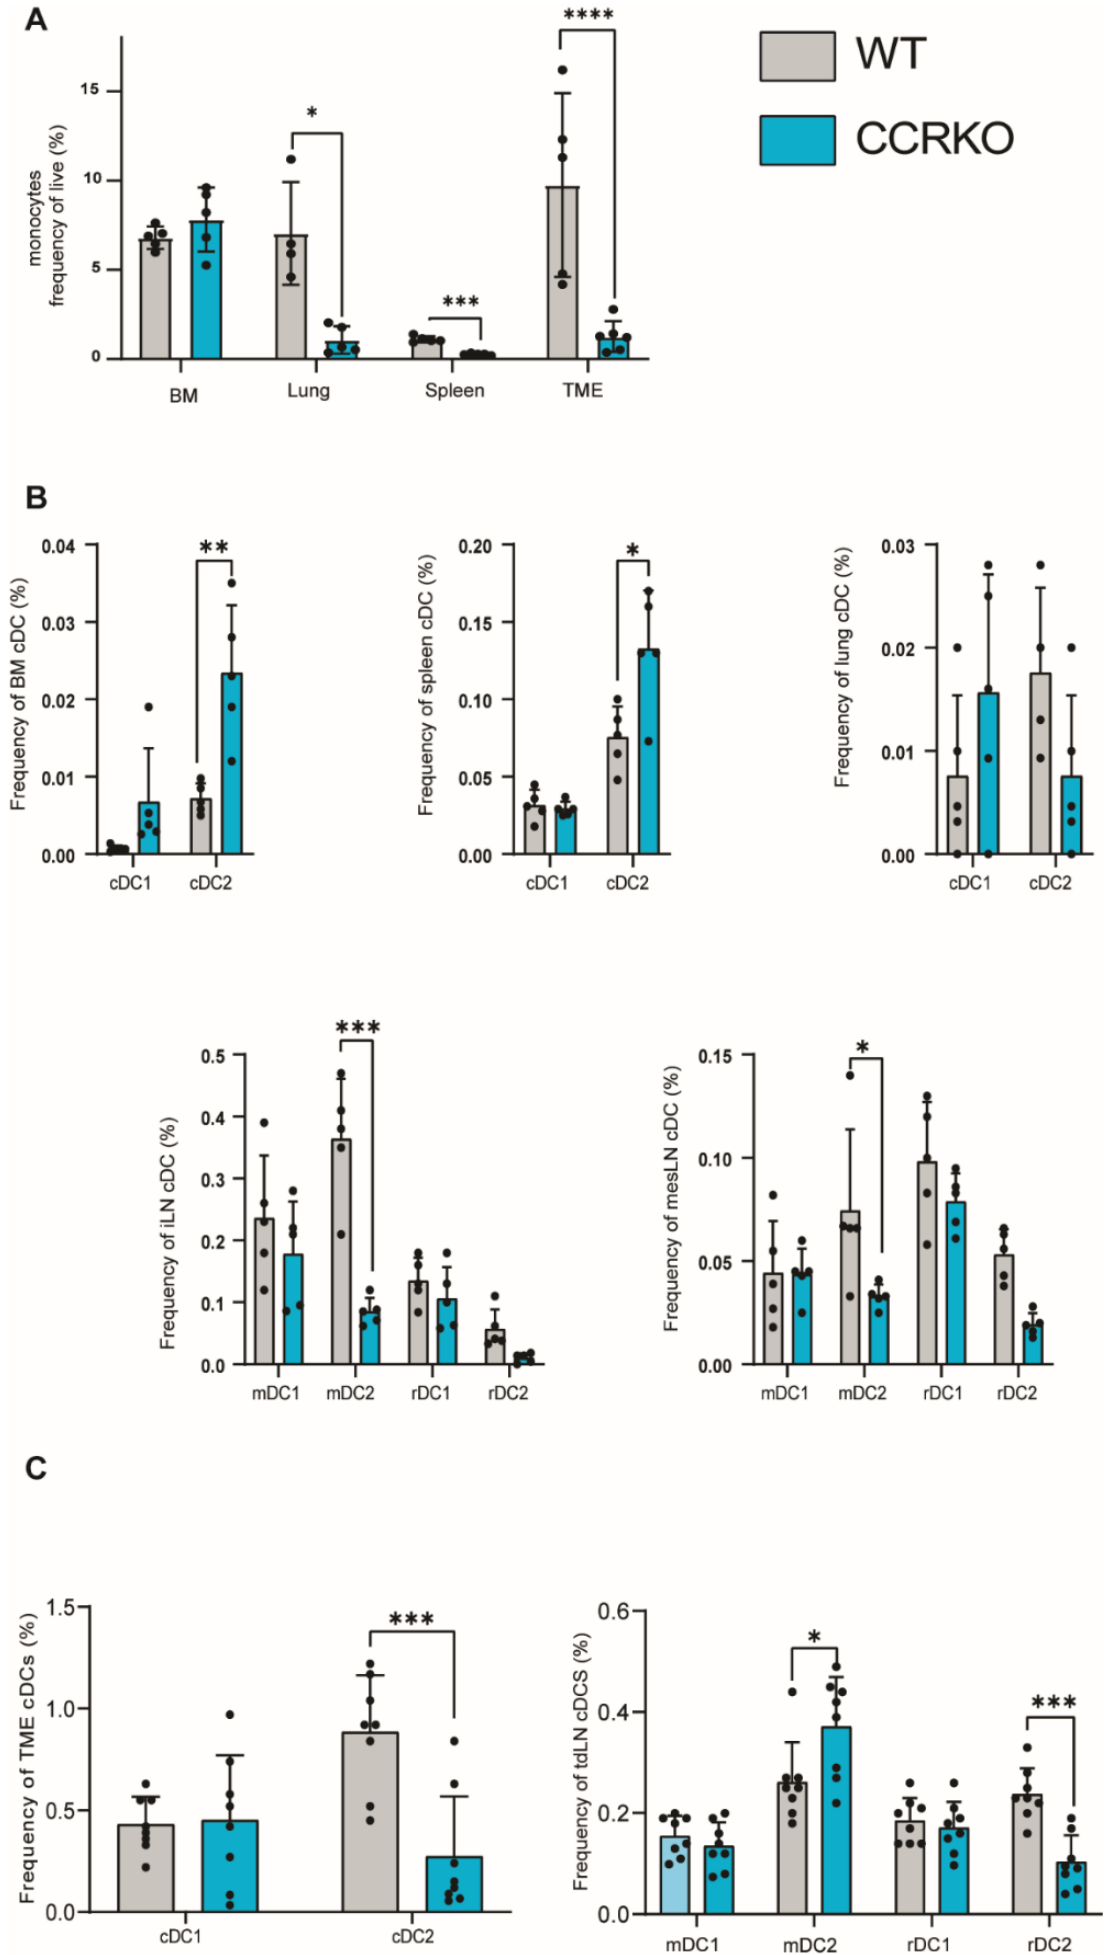 A
****
WT
CCRKO
*
***
monocytes
frequency of live (%)
15
10
5
0
BM
Lung
Spleen
TME
B
Frequency of BM cDC (%)
0.04
0.03
0.02
0.01
0.00
**
cDC1
cDC2
Frequency of spleen cDC (%)
0.20
0.15
0.10
0.05
0.00
*
cDC1
cDC2
Frequency of lung cDC (%)
0.03
0.02
0.01
0.00
cDC1
cDC2
Frequency of iLN cDC (%)
0.5
0.4
0.3
0.2
0.1
0.0
***
mDC1
mDC2
rDC1
rDC2
Frequency of mesLN cDC (%)
0.15
0.10
0.05
0.00
*
mDC1
mDC2
rDC1
rDC2
C
Frequency of TME cDCs (%)
1.5
1.0
0.5
0.0
***
cDC1
cDC2
Frequency of tdLN cDCS (%)
0.6
0.4
0.2
0.0
*
***
mDC1
mDC2
rDC1
rDC2